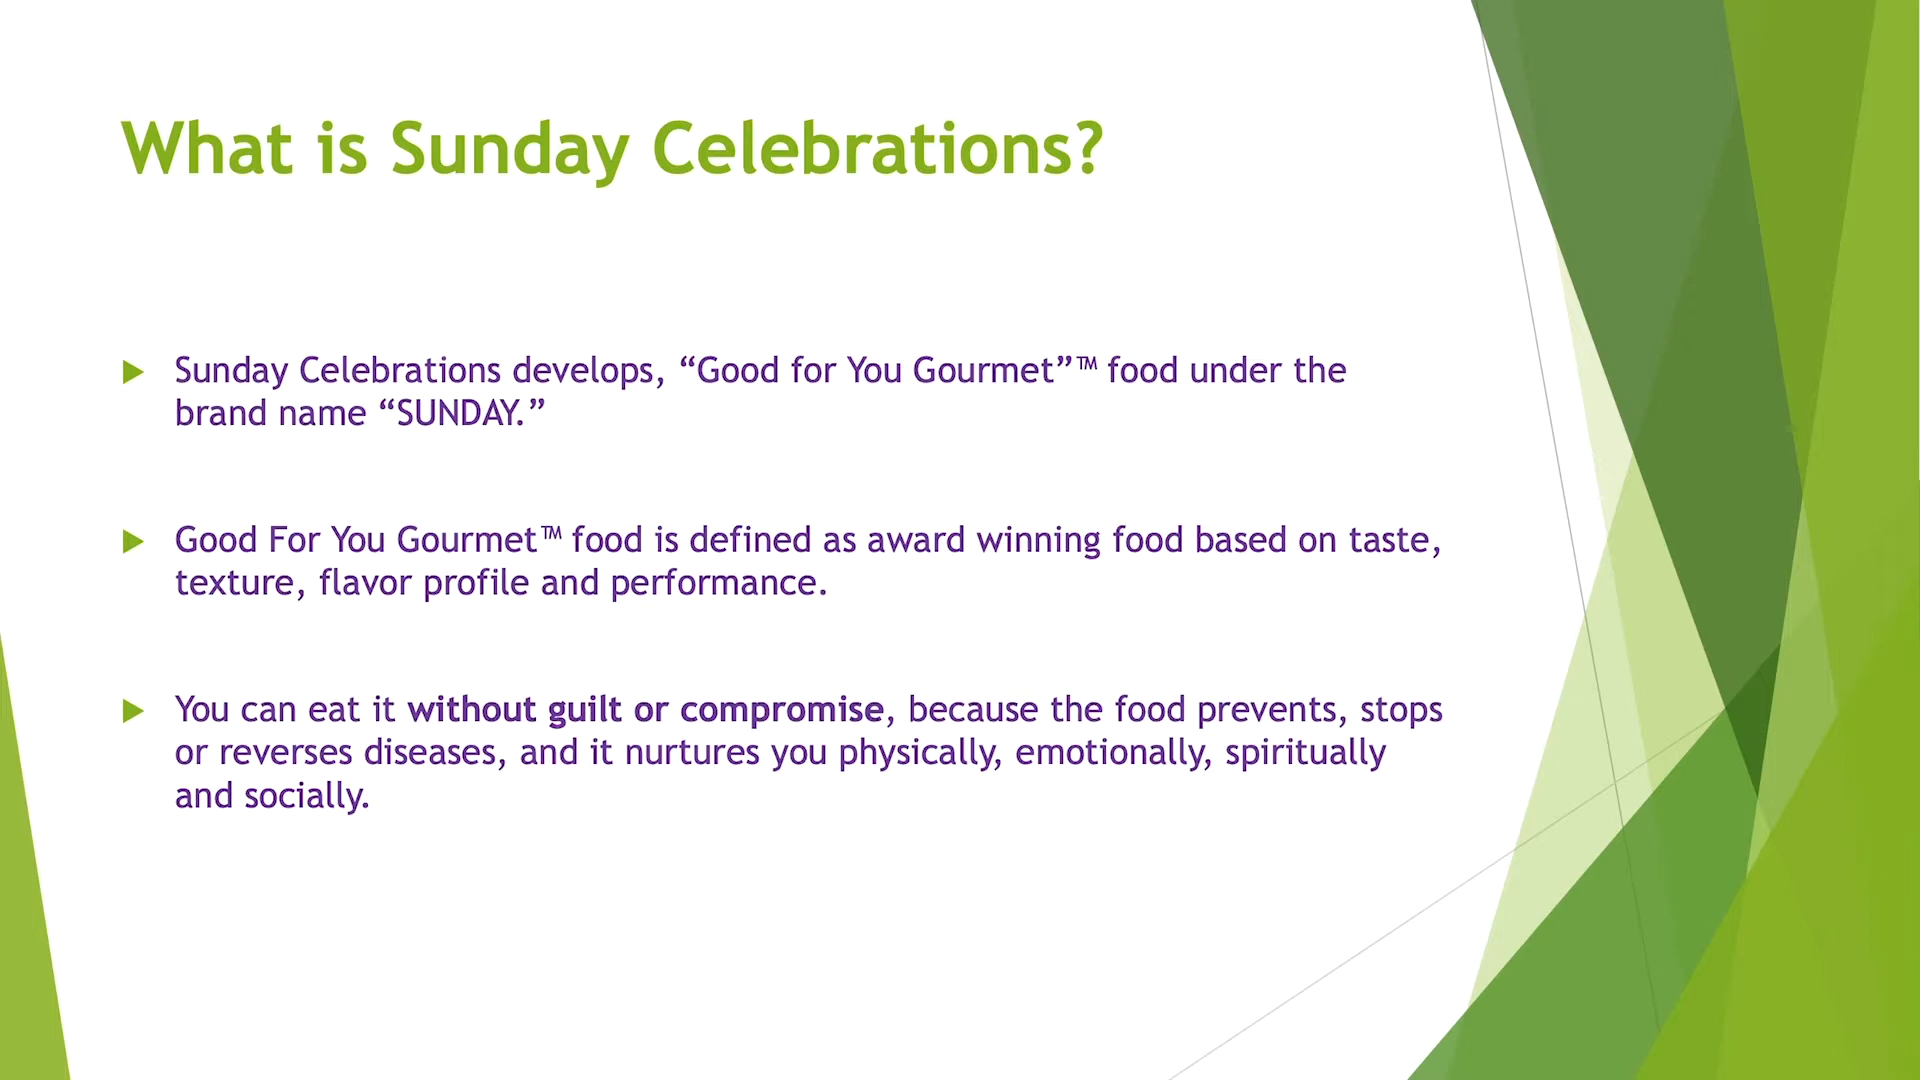 What is Sunday Celebrations?
Sunday Celebrations develops, “Good for You Gourmet”™ food under the
brand name “SUNDAY.”
Good For You Gourmet™ food is defined as award winning food based on taste,
texture, flavor profile and performance.
You can eat it without guilt or compromise, because the food prevents, stops
or reverses diseases, and it nurtures you physically, emotionally, spiritually
and socially.